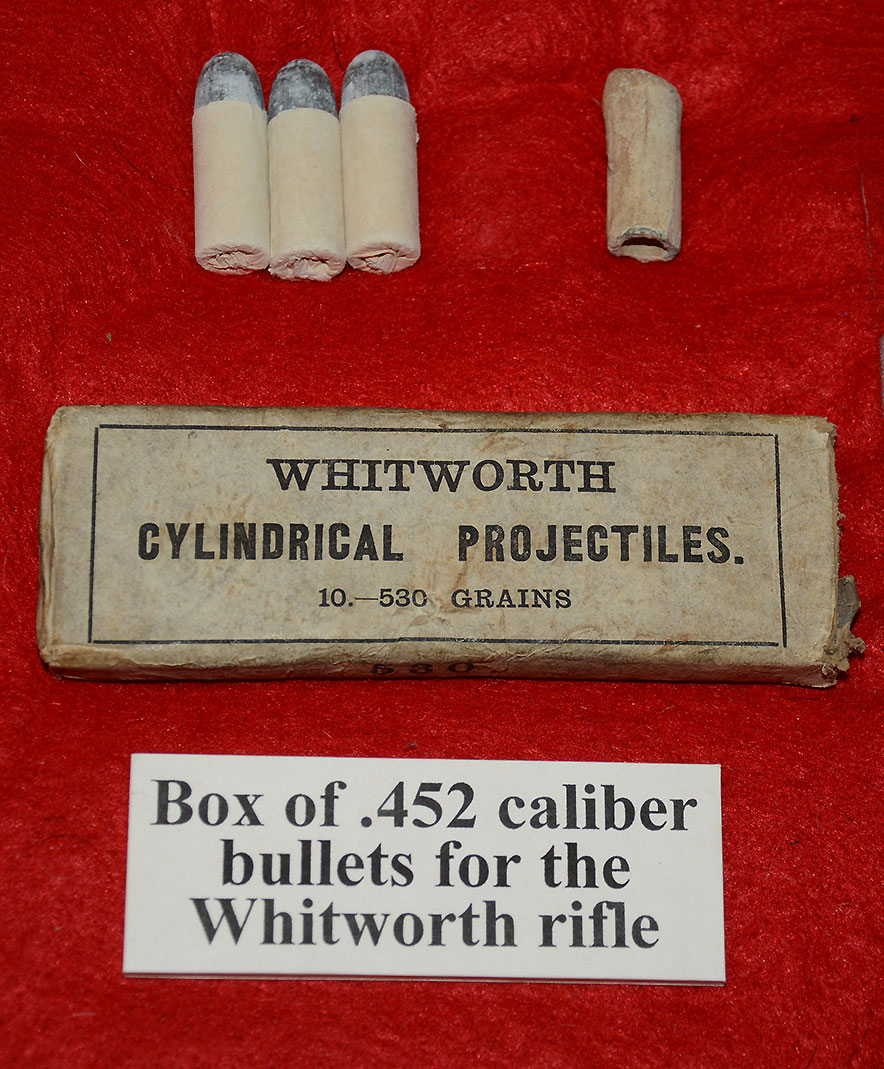 WHITWORTH
CYLINDRICAL PROJECTILES.
10.—530 GRAINS
530
Box of .452 caliber
bullets for the
Whitworth rifle